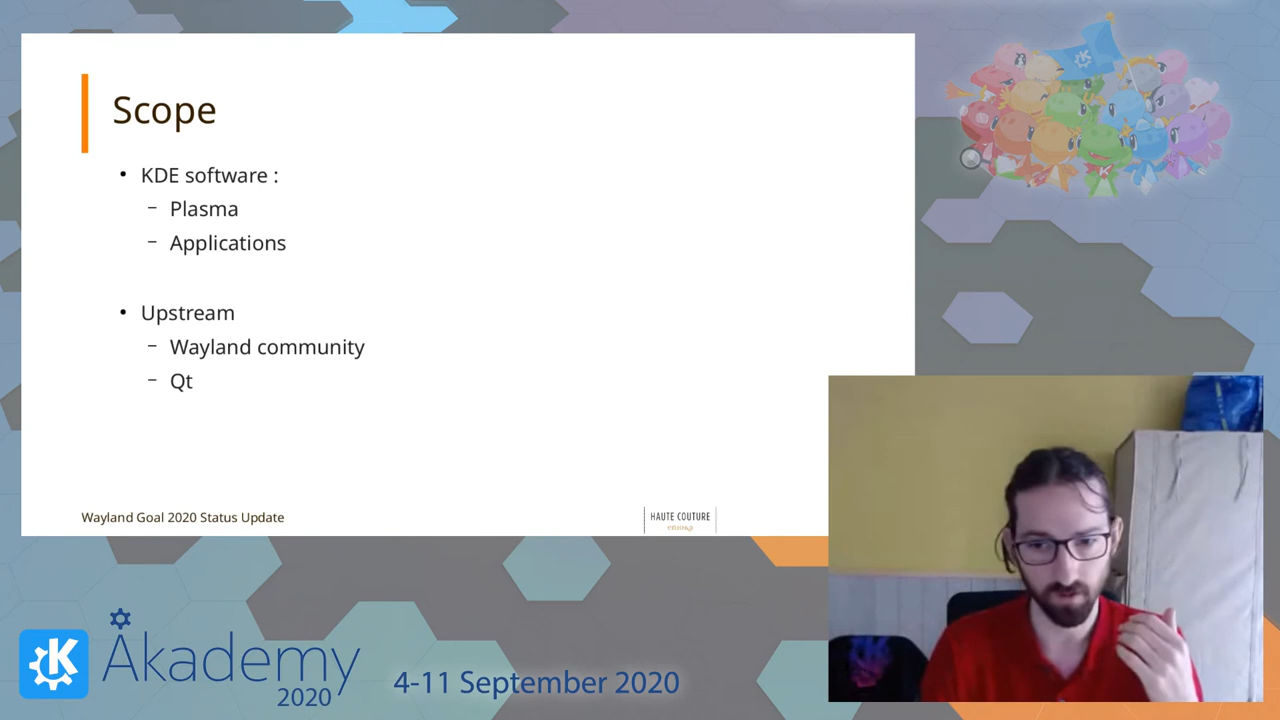 Scope
• KDE software :
– Plasma
– Applications
• Upstream
– Wayland community
– Qt
Wayland Goal 2020 Status Update
HAUTE COUTURE
Akademy
2020
4-11 September 2020